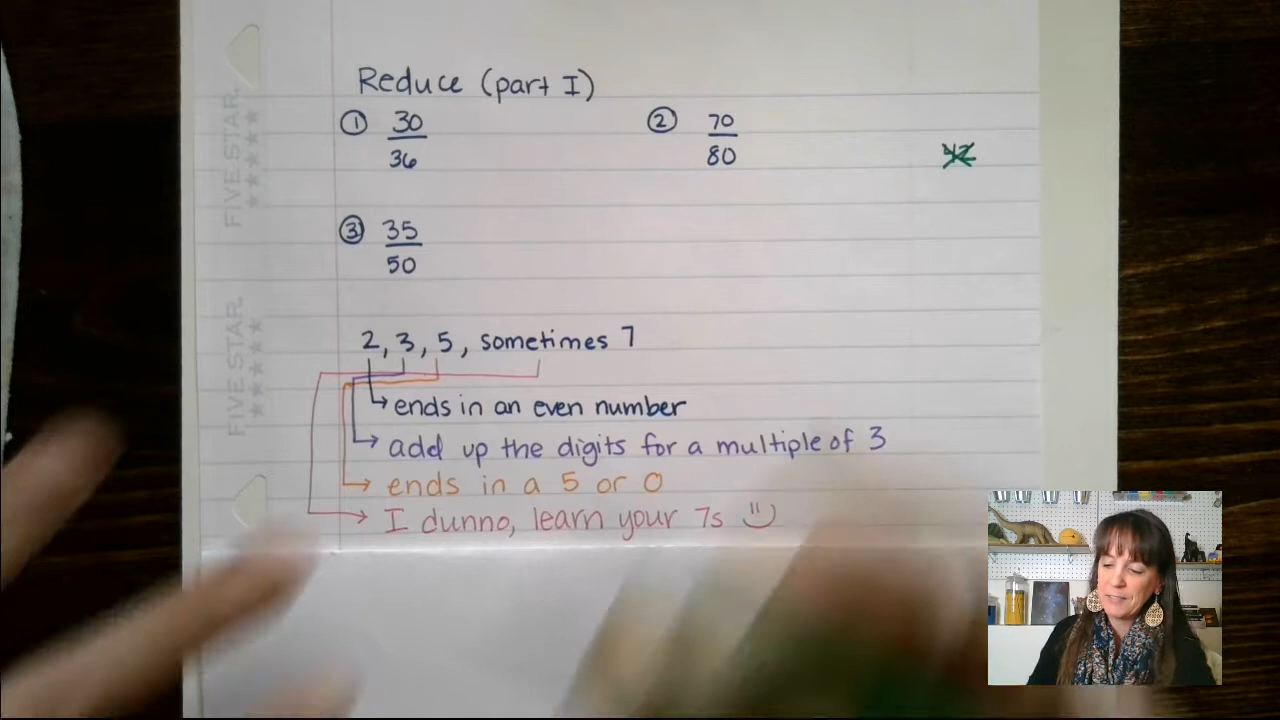 Reduce (part I)
① 30/36
② 70/80
③ 35/50
2, 3, 5, sometimes 7
→ ends in an even number
→ add up the digits for a multiple of 3
→ ends in a 5 or 0
→ I dunno, learn your 7s
FIVE STAR
FIVE STAR